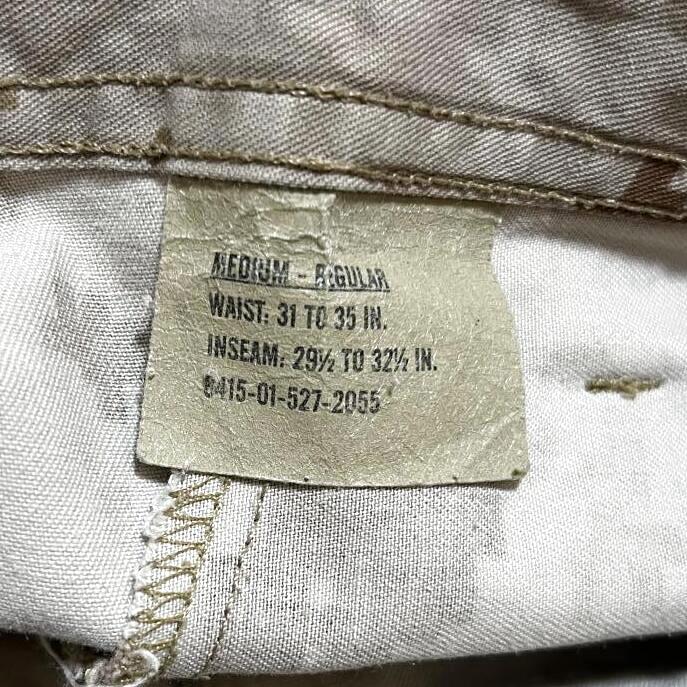 MEDIUM - REGULAR
WAIST: 31 TO 35 IN.
INSEAM: 29½ TO 32½ IN.
8415-01-527-2055